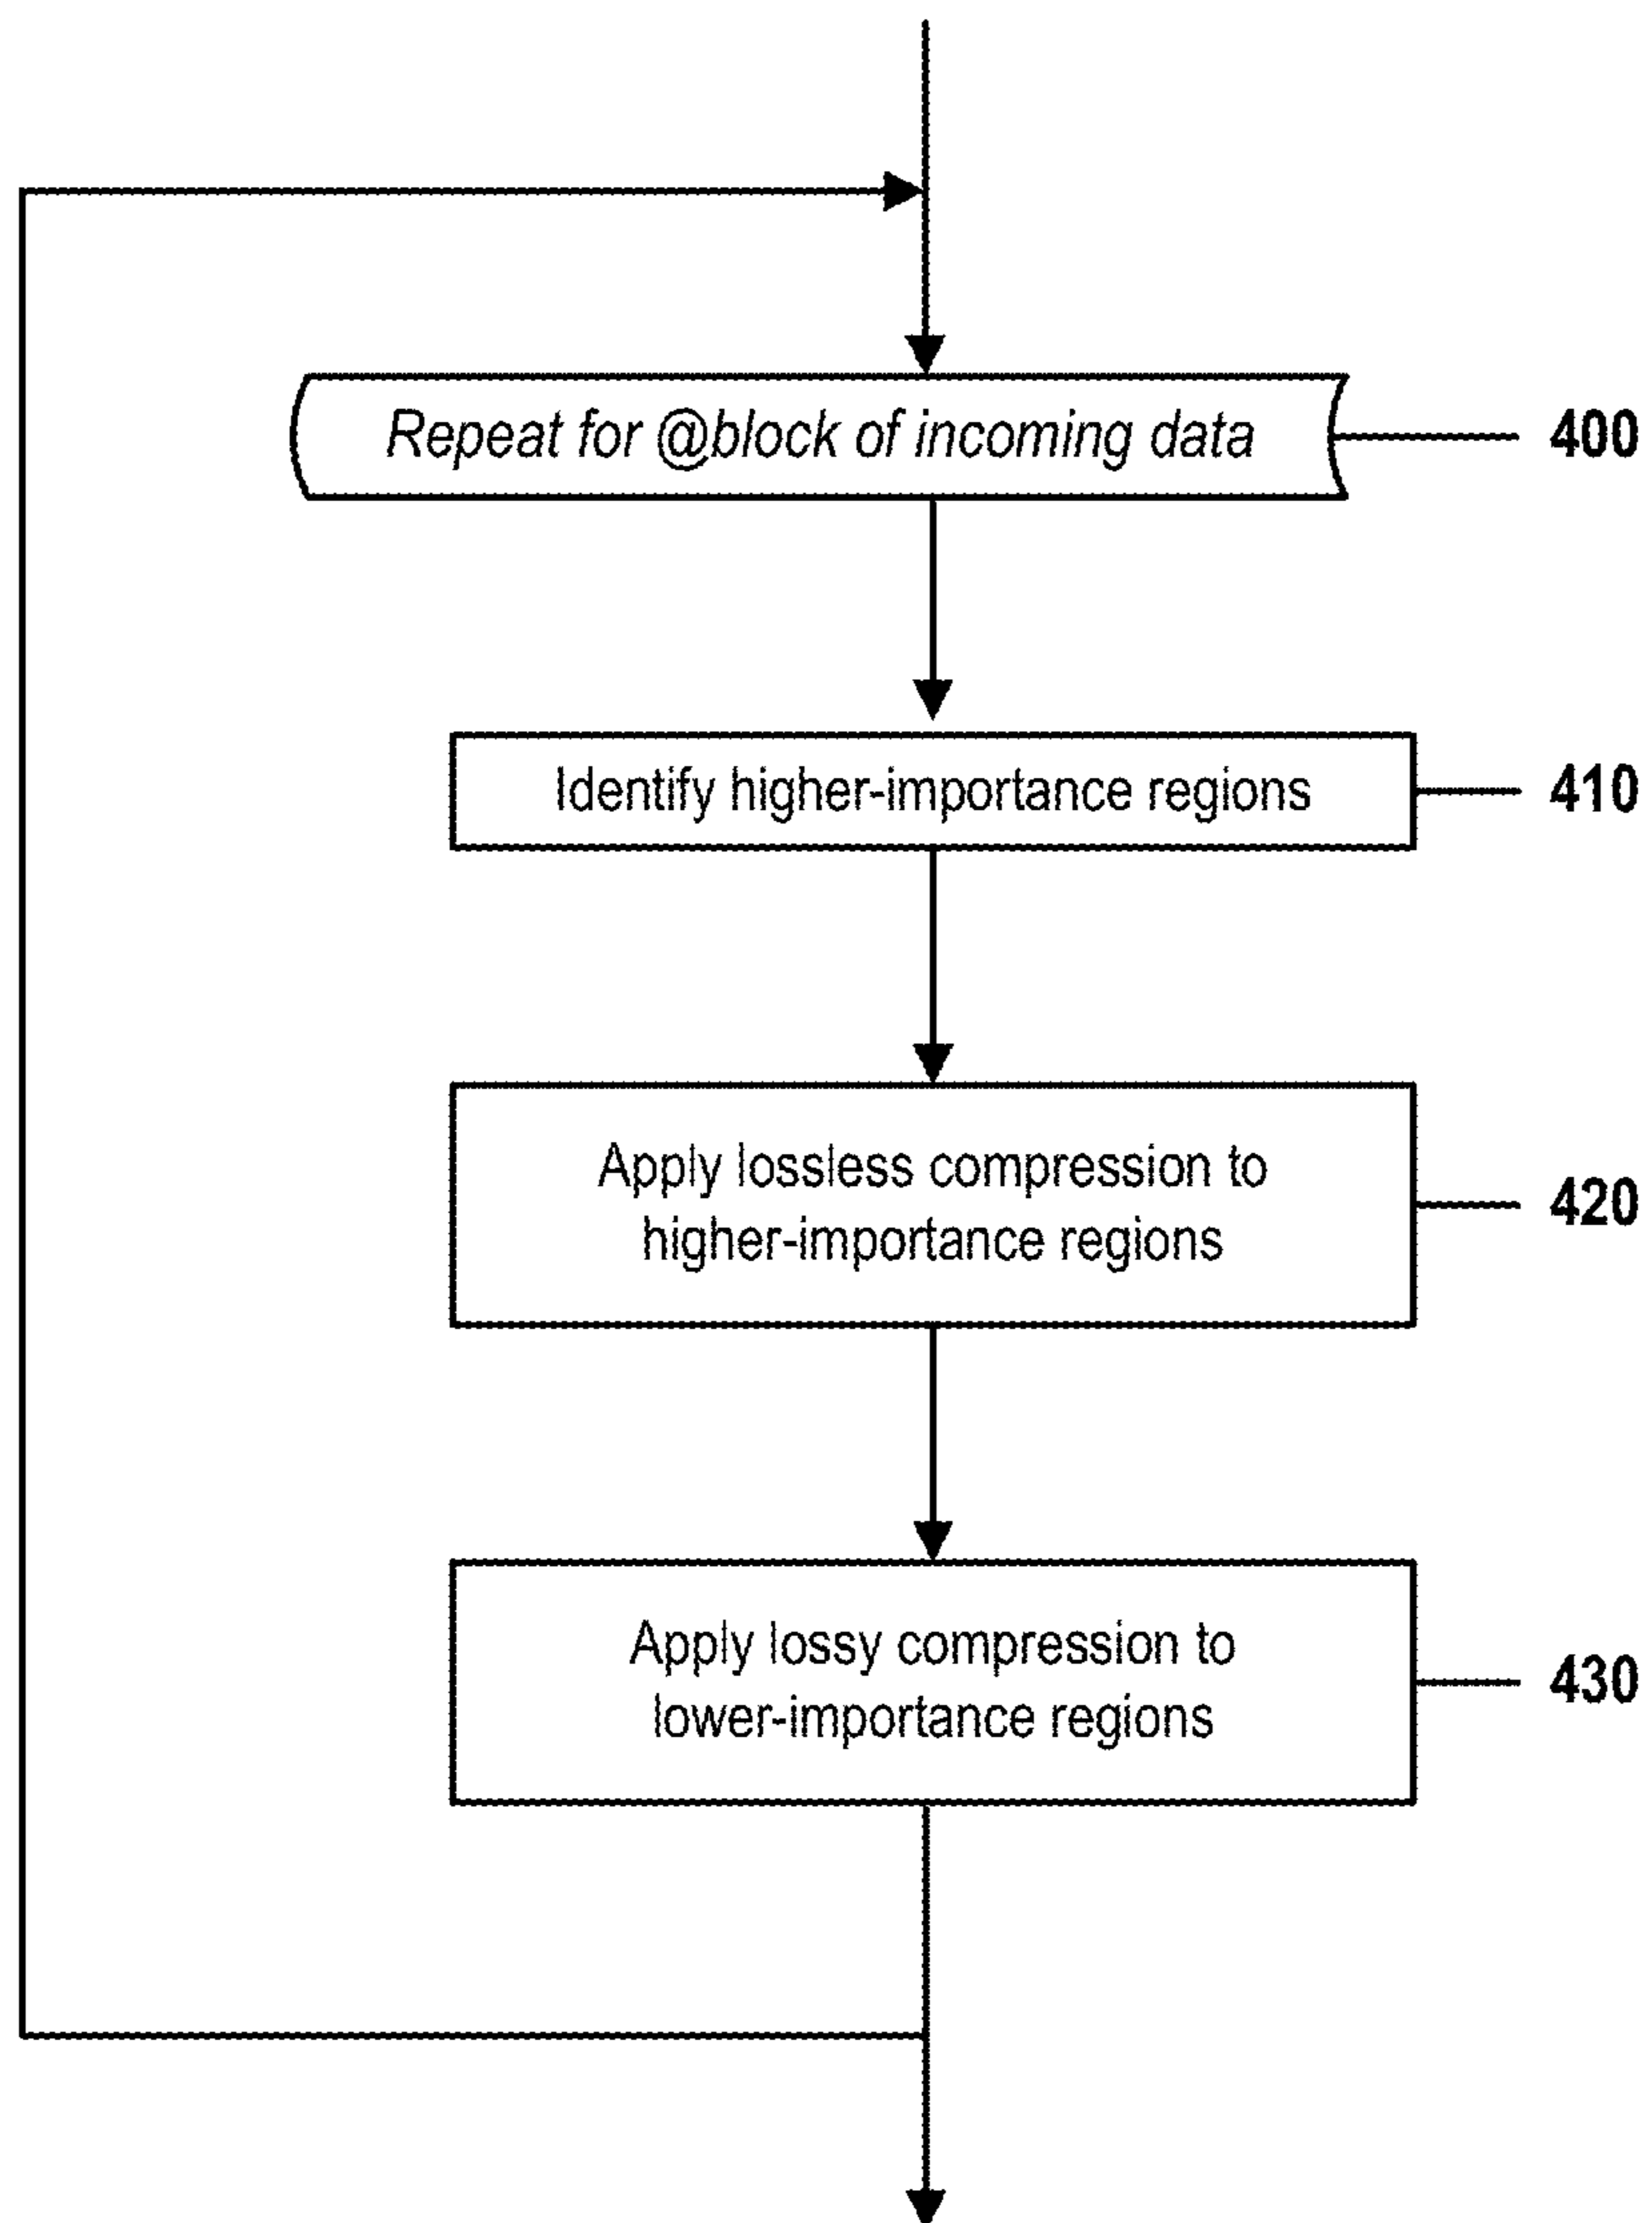 Repeat for @block of incoming data
400
Identify higher-importance regions
410
Apply lossless compression to
higher-importance regions
420
Apply lossy compression to
lower-importance regions
430